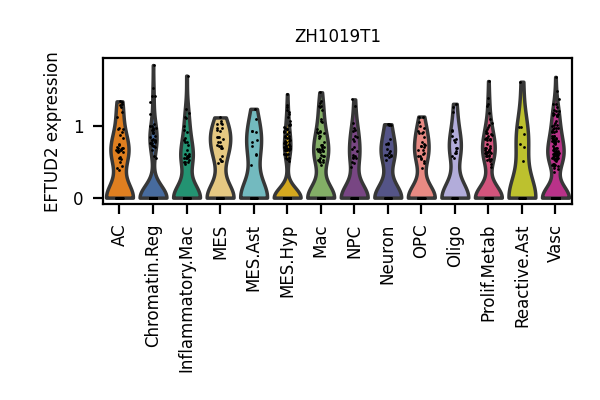 ZH1019T1
EFTUD2 expression
1
0
AC
Chromatin.Reg
Inflammatory.Mac
MES
MES.Ast
MES.Hyp
Mac
NPC
Neuron
OPC
Oligo
Prolif.Metab
Reactive.Ast
Vasc